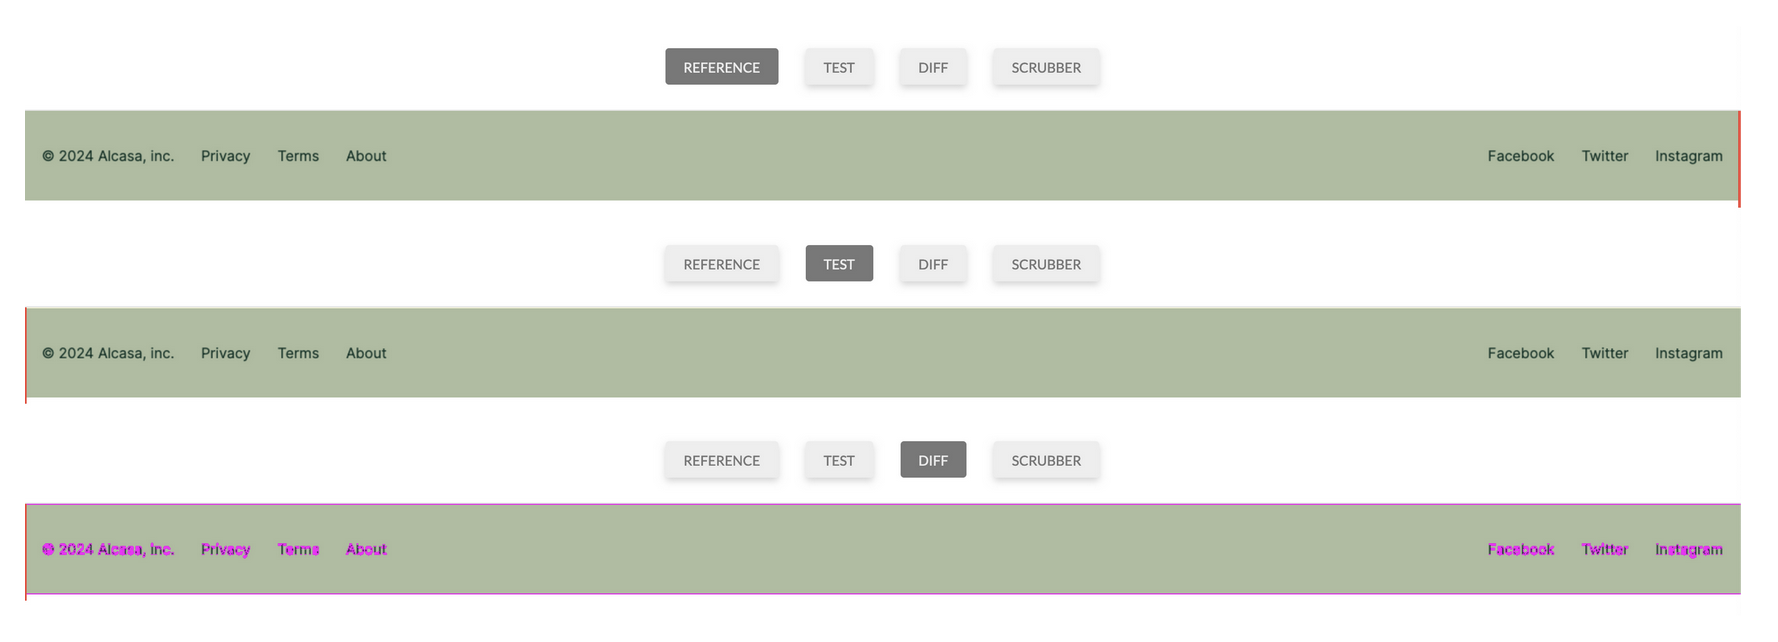 REFERENCE TEST DIFF SCRUBBER
© 2024 Alcasa, inc. Privacy Terms About Facebook Twitter Instagram
REFERENCE TEST DIFF SCRUBBER
© 2024 Alcasa, inc. Privacy Terms About Facebook Twitter Instagram
REFERENCE TEST DIFF SCRUBBER
© 2024 Alcasa, inc. Privacy Terms About Facebook Twitter Instagram